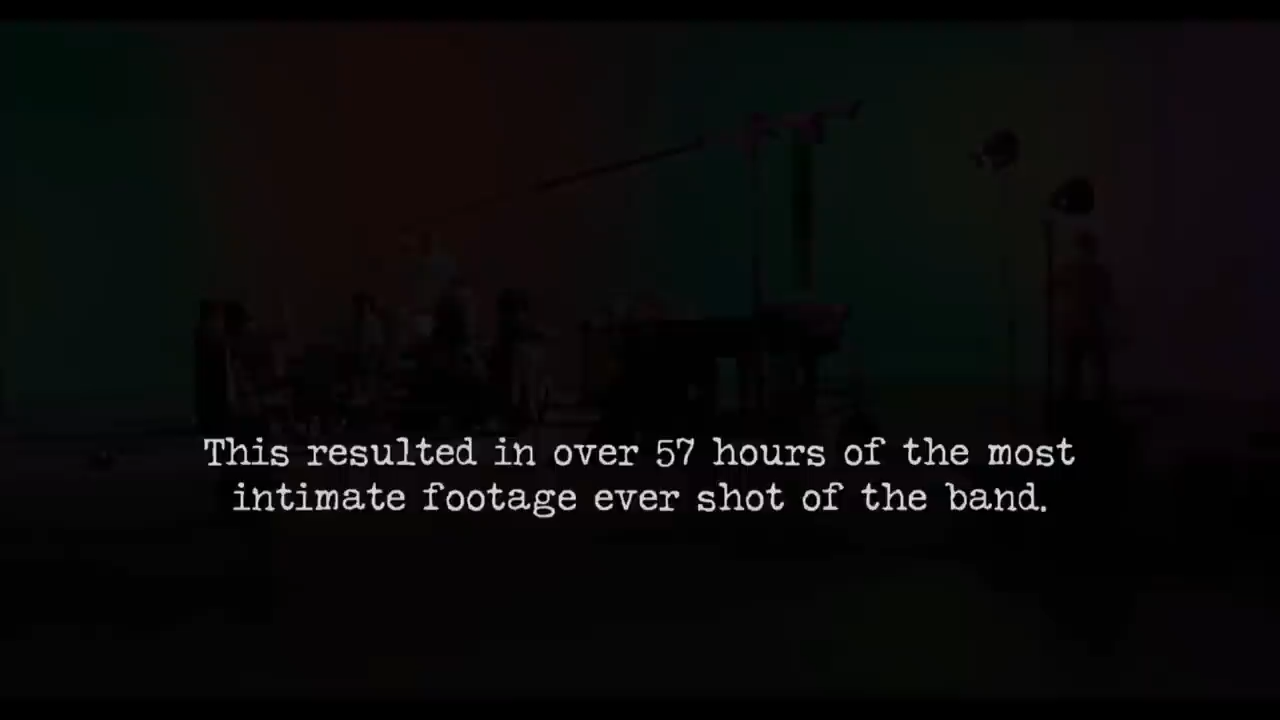 This resulted in over 57 hours of the most
intimate footage ever shot of the band.